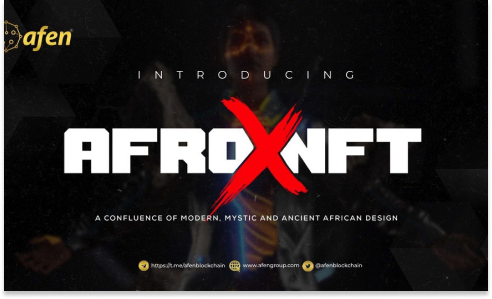 afen
INTRODUCING
AFROXNFT
A CONFLUENCE OF MODERN, MYSTIC AND ANCIENT AFRICAN DESIGN
https://t.me/afenblockchain www.afengroup.com @afenblockchain